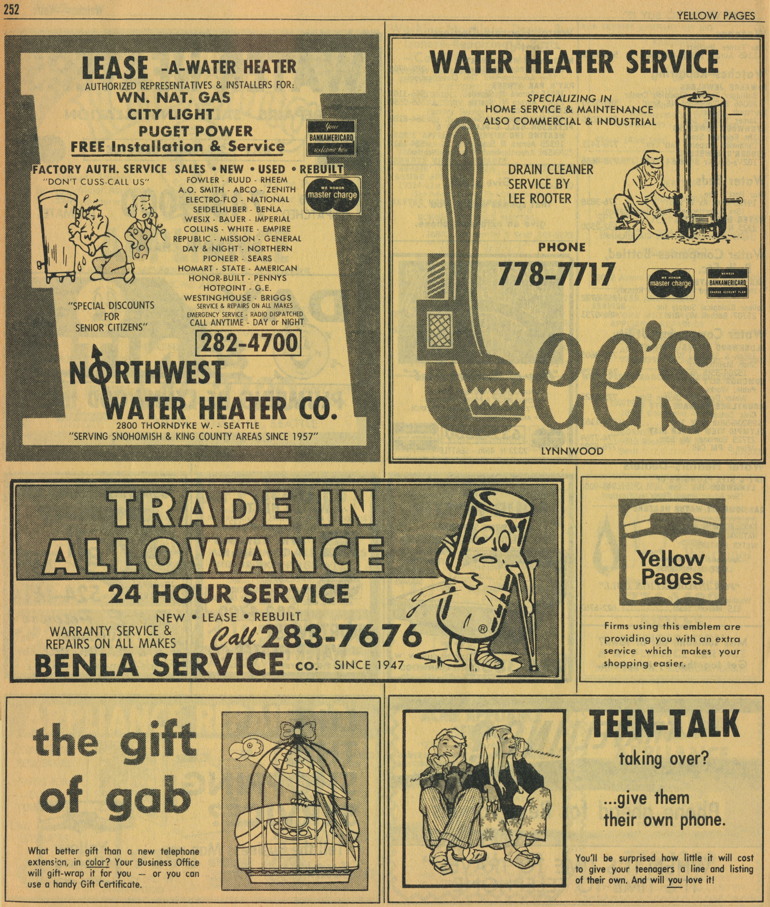 252
YELLOW PAGES
LEASE -A-WATER HEATER
AUTHORIZED REPRESENTATIVES & INSTALLERS FOR:
WN. NAT. GAS
CITY LIGHT
PUGET POWER
FREE Installation & Service
Your
BANKAMERICARD
welcome here
FACTORY AUTH. SERVICE SALES • NEW • USED • REBUILT
"DON'T CUSS-CALL US"
FOWLER - RUUD - RHEEM
A.O. SMITH - ABCO - ZENITH
ELECTRO-FLO - NATIONAL
SEIDELHUBER - BENLA
WESIX - BAUER - IMPERIAL
COLLINS - WHITE - EMPIRE
REPUBLIC - MISSION - GENERAL
DAY & NIGHT - NORTHERN
PIONEER - SEARS
HOMART - STATE - AMERICAN
HONOR-BUILT - PENNYS
HOTPOINT - G.E.
WESTINGHOUSE - BRIGGS
SERVICE & REPAIRS ON ALL MAKES
EMERGENCY SERVICE - RADIO DISPATCHED
CALL ANYTIME - DAY or NIGHT
282-4700
WE HONOR
master charge
"SPECIAL DISCOUNTS
FOR
SENIOR CITIZENS"
NORTHWEST
WATER HEATER CO.
2800 THORNDYKE W. - SEATTLE
"SERVING SNOHOMISH & KING COUNTY AREAS SINCE 1957"
WATER HEATER SERVICE
SPECIALIZING IN
HOME SERVICE & MAINTENANCE
ALSO COMMERCIAL & INDUSTRIAL
DRAIN CLEANER
SERVICE BY
LEE ROOTER
PHONE
778-7717
WE HONOR
master charge
BANKAMERICARD
Lee's
LYNNWOOD
TRADE IN
ALLOWANCE
24 HOUR SERVICE
NEW • LEASE • REBUILT
WARRANTY SERVICE &
REPAIRS ON ALL MAKES
Call 283-7676
BENLA SERVICE CO. SINCE 1947
®
Yellow
Pages
Firms using this emblem are
providing you with an extra
service which makes your
shopping easier.
the gift
of gab
What better gift than a new telephone
extension, in color? Your Business Office
will gift-wrap it for you — or you can
use a handy Gift Certificate.
TEEN-TALK
taking over?
...give them
their own phone.
You'll be surprised how little it will cost
to give your teenagers a line and listing
of their own. And will you love it!